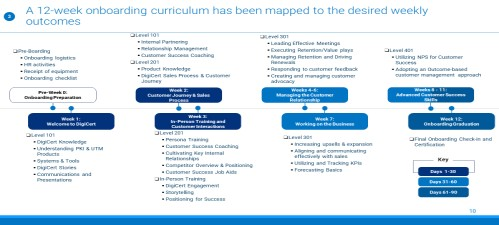 2
A 12-week onboarding curriculum has been mapped to the desired weekly
outcomes
❑Pre-Boarding
• Onboarding logistics
• HR activities
• Receipt of equipment
• Onboarding checklist
❑Level 101
• Internal Partnering
• Relationship Management
• Customer Success Coaching
❑Level 201
• Product Knowledge
• DigiCert Sales Process & Customer
Journey
❑Level 301
• Leading Effective Meetings
• Executing Retention/Value plays
• Managing Retention and Driving
Renewals
• Responding to customer feedback
• Creating and managing customer
advocacy
❑Level 401
• Utilizing NPS for Customer
Success
• Adopting an Outcome-based
customer management approach
Pre-Week 0:
Onboarding Preparation
Week 2:
Customer Journey & Sales
Process
Weeks 4-6:
Managing the Customer
Relationship
Weeks 8 - 11:
Advanced Customer Success
Skills
Week 1:
Welcome to DigiCert
Week 3:
In-Person Training and
Customer Interactions
Week 7:
Working on the Business
Week 12:
Onboarding Graduation
❑Level 101
• DigiCert Knowledge
• Understanding PKI & UTM
Products
• Systems & Tools
• DigiCert Stories
• Communications and
Presentations
❑Level 201
• Persona Training
• Customer Success Coaching
• Cultivating Key Internal
Relationships
• Competitor Overview & Positioning
• Customer Success Job Aids
❑In-Person Training
• DigiCert Engagement
• Storytelling
• Positioning for Success
❑Level 301
• Increasing upsells & expansion
• Aligning and communicating
effectively with sales
• Utilizing and Tracking KPIs
• Forecasting Basics
❑Final Onboarding Check-in and
Certification
Key
Days 1-30
Days 31-60
Days 61-90
10